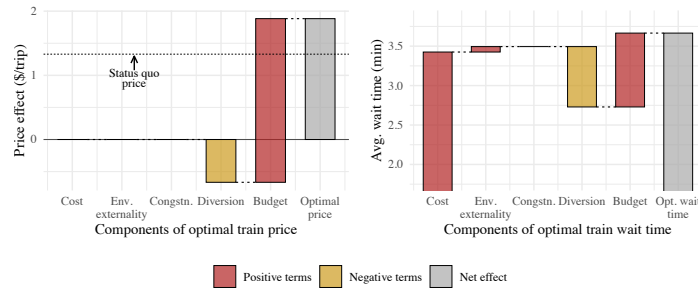 Price effect ($/trip)
2
1
0
Status quo
price
Cost
Env.
externality
Congstn.
Diversion
Budget
Optimal
price
Components of optimal train price
Avg. wait time (min)
3.5
3.0
2.5
2.0
Cost
Env.
externality
Congstn.
Diversion
Budget
Opt. wait
time
Components of optimal train wait time
Positive terms
Negative terms
Net effect